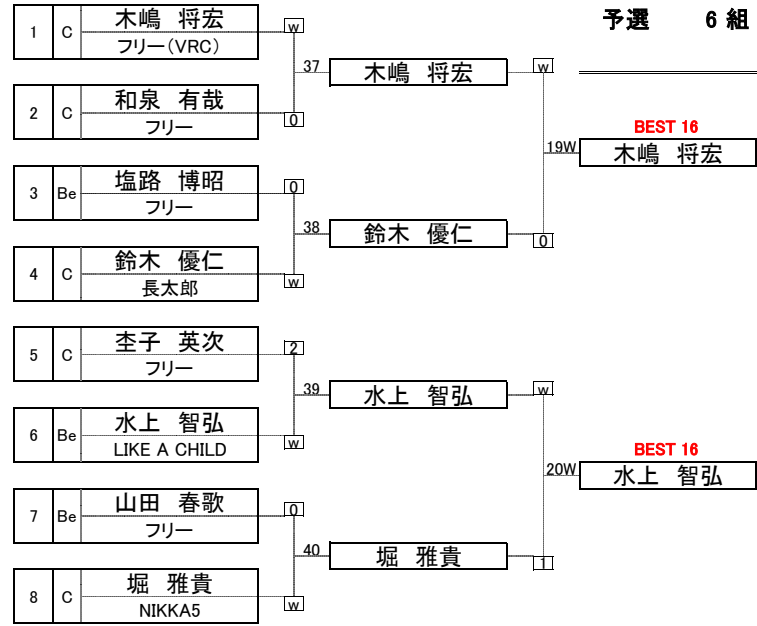 予選 6 組
1 C 木嶋 将宏 W
フリー(VRC)
37 木嶋 将宏 W
2 C 和泉 有哉 0
フリー
BEST 16
19W 木嶋 将宏
3 Be 塩路 博昭 0
フリー
38 鈴木 優仁 0
4 C 鈴木 優仁 W
長太郎
5 C 杢子 英次 2
フリー
39 水上 智弘 W
6 Be 水上 智弘 W
LIKE A CHILD
BEST 16
20W 水上 智弘
7 Be 山田 春歌 0
フリー
40 堀 雅貴 1
8 C 堀 雅貴 W
NIKKA5